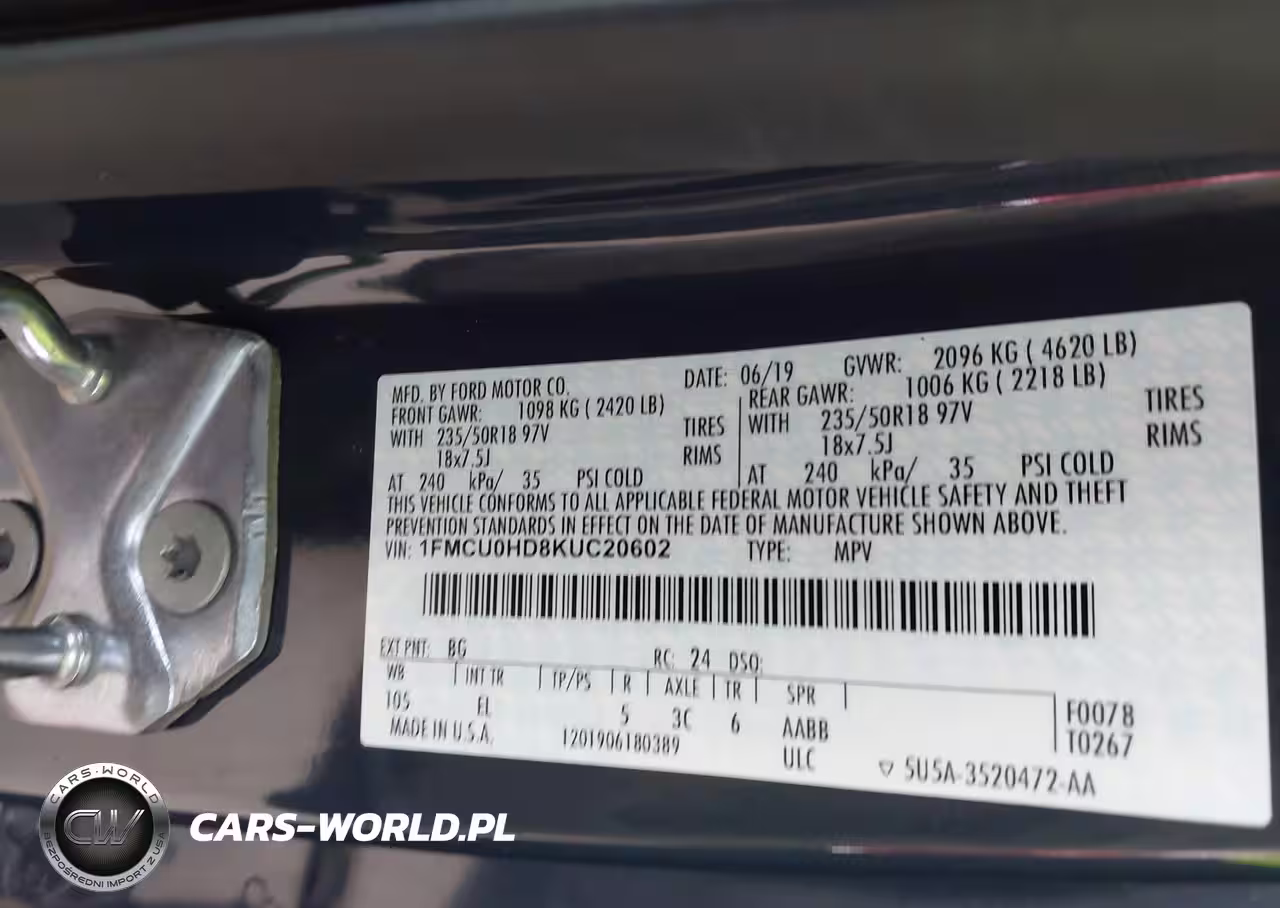 MFD. BY FORD MOTOR CO. DATE: 06/19 GVWR: 2096 KG ( 4620 LB)
FRONT GAWR: 1098 KG ( 2420 LB) REAR GAWR: 1006 KG ( 2218 LB)
WITH 235/50R18 97V TIRES WITH 235/50R18 97V TIRES
18x7.5J RIMS 18x7.5J RIMS
AT 240 kPa/ 35 PSI COLD AT 240 kPa/ 35 PSI COLD
THIS VEHICLE CONFORMS TO ALL APPLICABLE FEDERAL MOTOR VEHICLE SAFETY AND THEFT
PREVENTION STANDARDS IN EFFECT ON THE DATE OF MANUFACTURE SHOWN ABOVE.
VIN: 1FMCU0HD8KUC20602 TYPE: MPV
EXT PNT: BG RC: 24 DSO:
WB INT TR TP/PS R AXLE TR SPR
105 EL 5 3C 6 AABB F0078
MADE IN U.S.A. 1201906180389 ULC T0267
5U5A-3520472-AA
CARS-WORLD
CW
BEZPOŚREDNI IMPORT Z USA
CARS-WORLD.PL